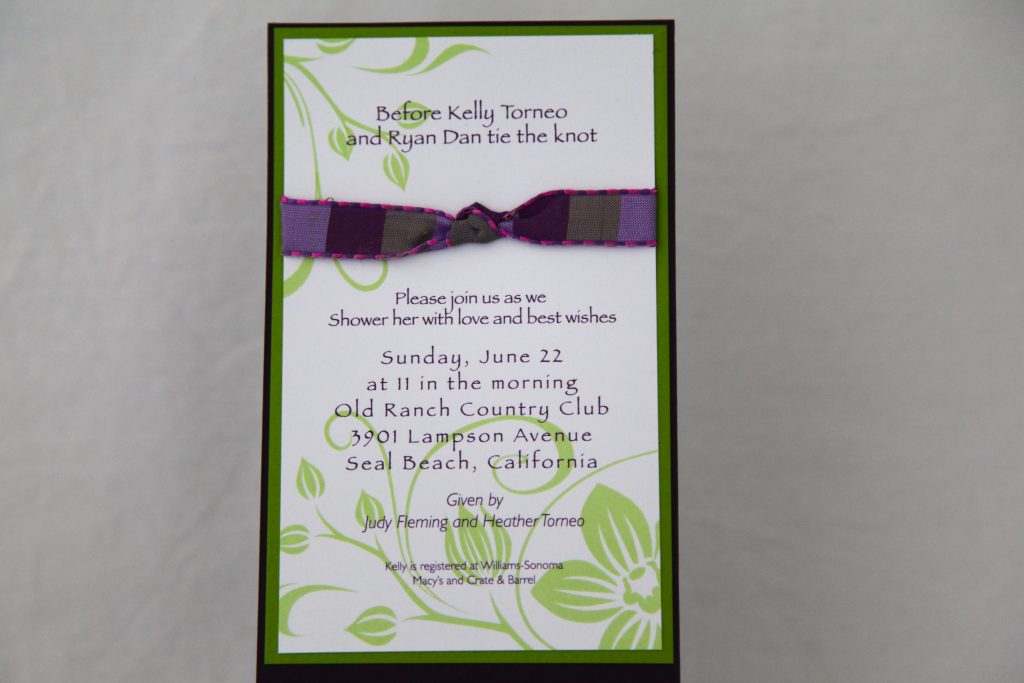 Before Kelly Torneo
and Ryan Dan tie the knot
Please join us as we
Shower her with love and best wishes
Sunday, June 22
at 11 in the morning
Old Ranch Country Club
3901 Lampson Avenue
Seal Beach, California
Given by
Judy Fleming and Heather Torneo
Kelly is registered at Williams-Sonoma
Macy's and Crate & Barrel